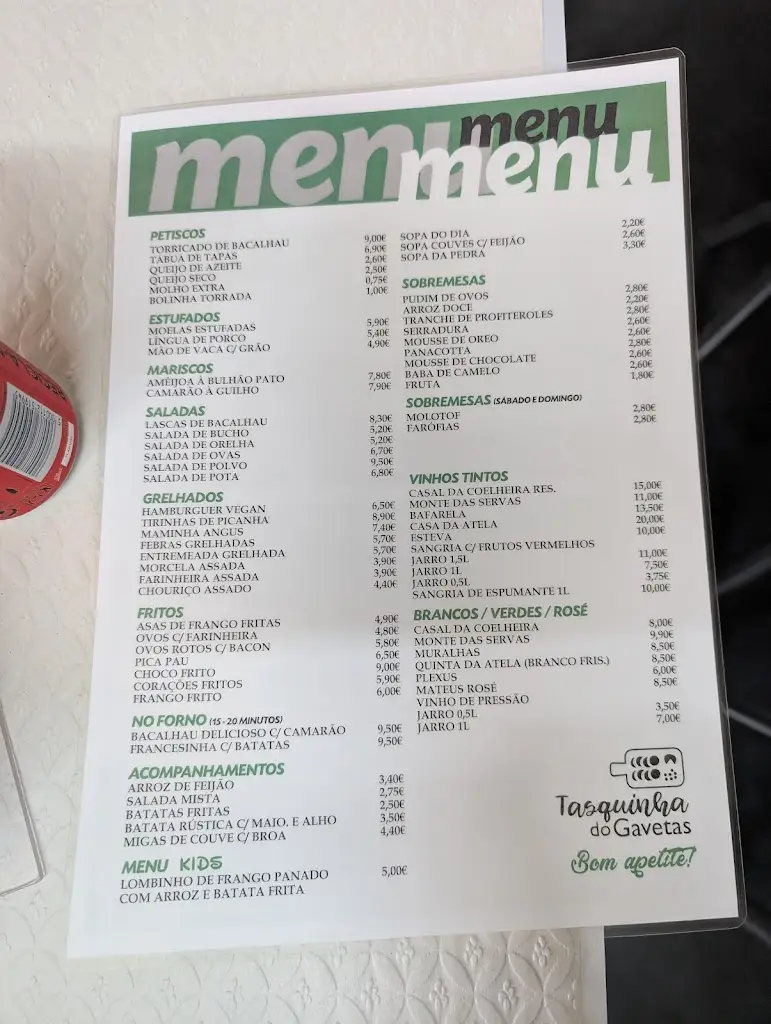 menu
menu
menu
PETISCOS
TORRICADO DE BACALHAU 9,00€
TÁBUA DE TAPAS 6,90€
QUEIJO DE AZEITE 2,60€
QUEIJO SECO 2,50€
MOLHO EXTRA 0,75€
BOLINHA TORRADA 1,00€
ESTUFADOS
MOELAS ESTUFADAS 5,90€
LÍNGUA DE PORCO 5,40€
MÃO DE VACA C/ GRÃO 4,90€
MARISCOS
AMÊIJOA À BULHÃO PATO 7,80€
CAMARÃO À GUILHO 7,90€
SALADAS
LASCAS DE BACALHAU 8,30€
SALADA DE BUCHO 5,20€
SALADA DE ORELHA 5,20€
SALADA DE OVAS 6,70€
SALADA DE POLVO 9,50€
SALADA DE POTA 6,80€
GRELHADOS
HAMBURGUER VEGAN 6,50€
TIRINHAS DE PICANHA 8,90€
MAMINHA ANGUS 7,40€
FEBRAS GRELHADAS 5,70€
ENTREMEADA GRELHADA 5,70€
MORCELA ASSADA 3,90€
FARINHEIRA ASSADA 3,90€
CHOURIÇO ASSADO 4,40€
FRITOS
ASAS DE FRANGO FRITAS 4,90€
OVOS C/ FARINHEIRA 4,80€
OVOS ROTOS C/ BACON 5,80€
PICA PAU 6,50€
CHOCO FRITO 9,00€
CORAÇÕES FRITOS 5,90€
FRANGO FRITO 6,00€
NO FORNO (15 - 20 MINUTOS)
BACALHAU DELICIOSO C/ CAMARÃO 9,50€
FRANCESINHA C/ BATATAS 9,50€
ACOMPANHAMENTOS
ARROZ DE FEIJÃO 3,40€
SALADA MISTA 2,75€
BATATAS FRITAS 2,50€
BATATA RÚSTICA C/ MAIO. E ALHO 3,50€
MIGAS DE COUVE C/ BROA 4,40€
MENU KIDS
LOMBINHO DE FRANGO PANADO 5,00€
COM ARROZ E BATATA FRITA
SOPA DO DIA 2,20€
SOPA COUVES C/ FEIJÃO 2,60€
SOPA DA PEDRA 3,30€
SOBREMESAS
PUDIM DE OVOS 2,80€
ARROZ DOCE 2,20€
TRANCHE DE PROFITEROLES 2,80€
SERRADURA 2,60€
MOUSSE DE OREO 2,60€
PANACOTTA 2,80€
MOUSSE DE CHOCOLATE 2,60€
BABA DE CAMELO 2,60€
FRUTA 1,80€
SOBREMESAS (SÁBADO E DOMINGO)
MOLOTOF 2,80€
FARÓFIAS 2,80€
VINHOS TINTOS
CASAL DA COELHEIRA RES. 15,00€
MONTE DAS SERVAS 11,00€
BAFARELA 13,50€
CASA DA ATELA 20,00€
ESTEVA 10,00€
SANGRIA C/ FRUTOS VERMELHOS
JARRO 1,5L 11,00€
JARRO 1L 7,50€
JARRO 0,5L 3,75€
SANGRIA DE ESPUMANTE 1L 10,00€
BRANCOS / VERDES / ROSÉ
CASAL DA COELHEIRA 8,00€
MONTE DAS SERVAS 9,90€
MURALHAS 8,50€
QUINTA DA ATELA (BRANCO FRIS.) 8,50€
PLEXUS 6,00€
MATEUS ROSÉ 8,50€
VINHO DE PRESSÃO
JARRO 0,5L 3,50€
JARRO 1L 7,00€
Tasquinha
do Gavetas
Bom apetite!